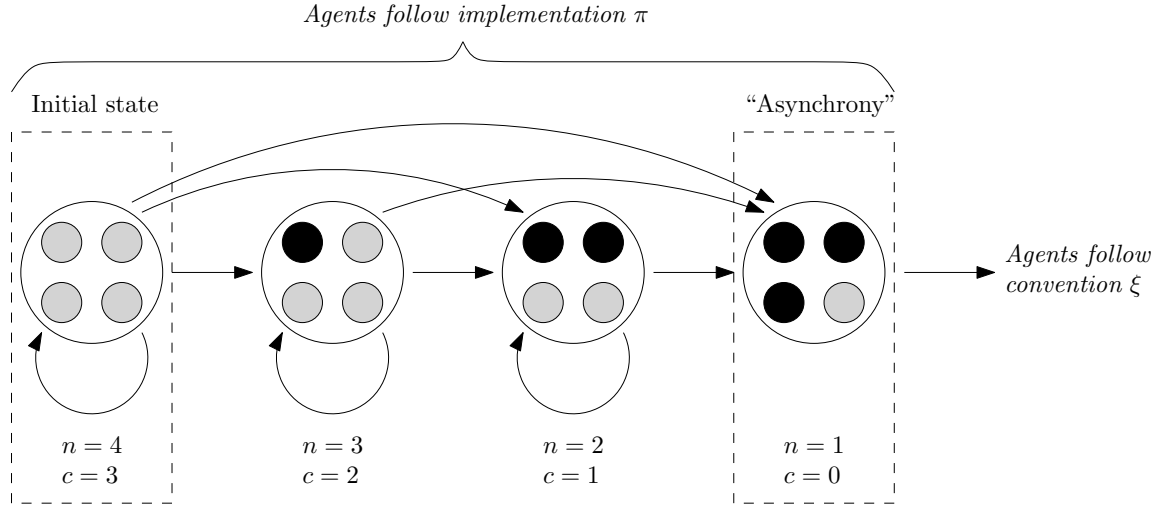 Agents follow implementation π
Initial state
“Asynchrony”
Agents follow
convention ξ
n = 4
c = 3
n = 3
c = 2
n = 2
c = 1
n = 1
c = 0